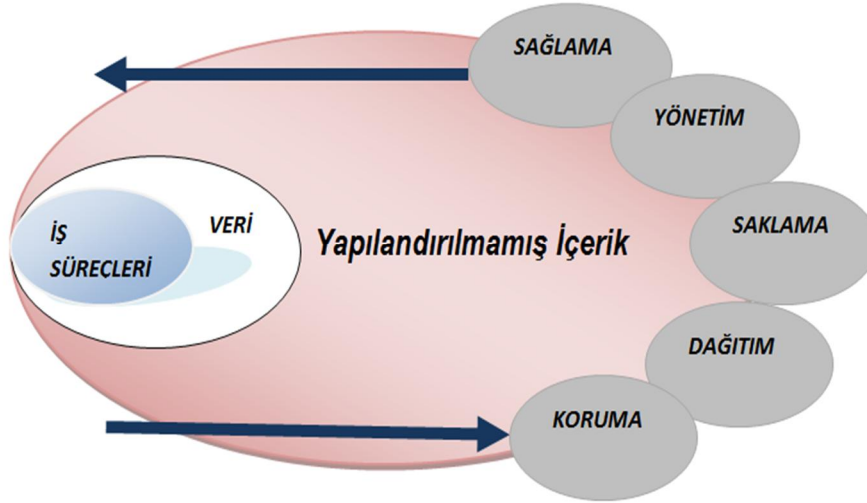 SAĞLAMA
YÖNETİM
SAKLAMA
DAĞITIM
KORUMA
Yapılandırılmamış İçerik
VERİ
İŞ
SÜREÇLERİ